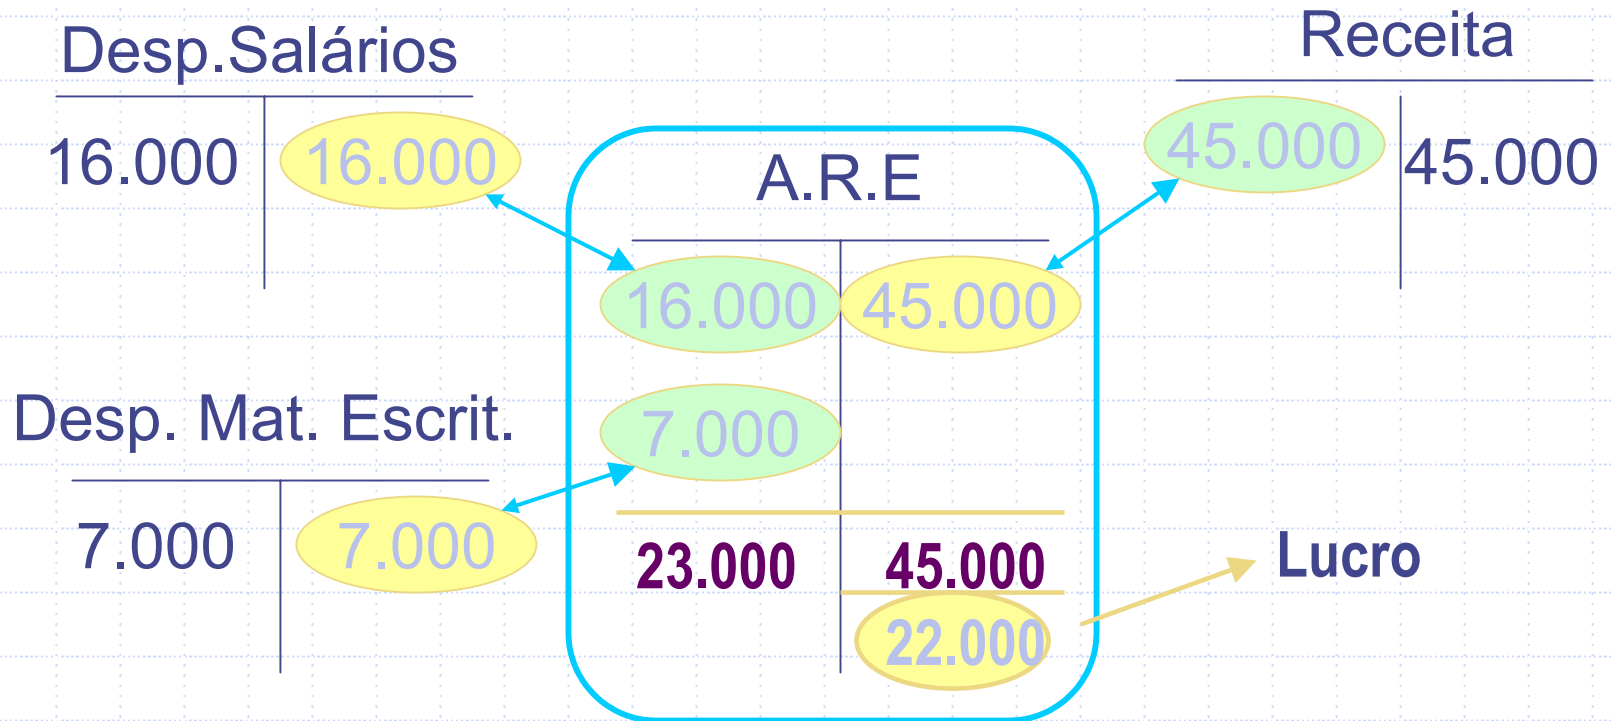 Desp.Salários
16.000 16.000
Receita
45.000 45.000
A.R.E
16.000 45.000
7.000
23.000 45.000
22.000
Desp. Mat. Escrit.
7.000 7.000
Lucro